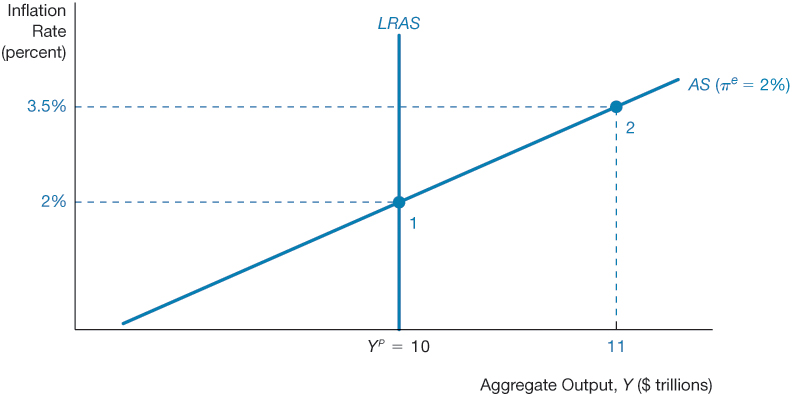 Inflation
Rate
(percent)
LRAS
AS (πᵉ = 2%)
3.5%
2
2%
1
Yᴾ = 10
11
Aggregate Output, Y ($ trillions)